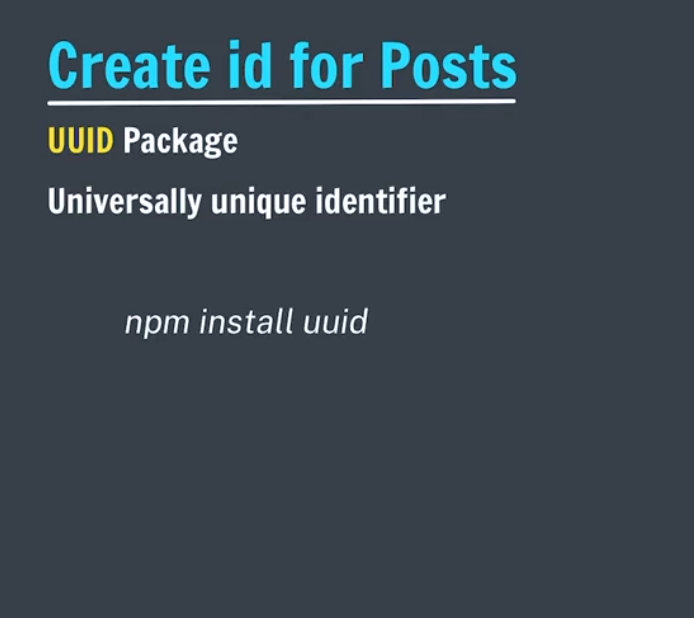 Create id for Posts
UUID Package
Universally unique identifier
npm install uuid